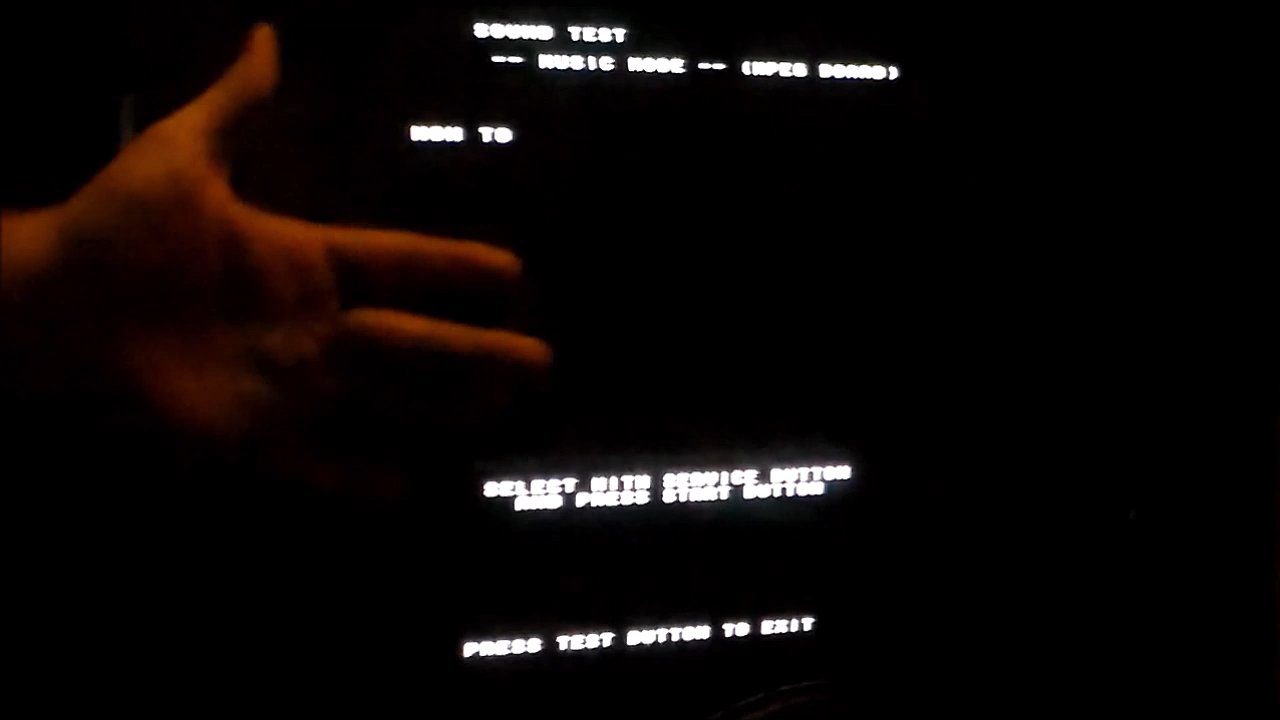 SOUND TEST
-- MUSIC MODE -- (MPEG BOARD)
HOW TO
SELECT WITH SERVICE BUTTON
AND PRESS START BUTTON
PRESS TEST BUTTON TO EXIT